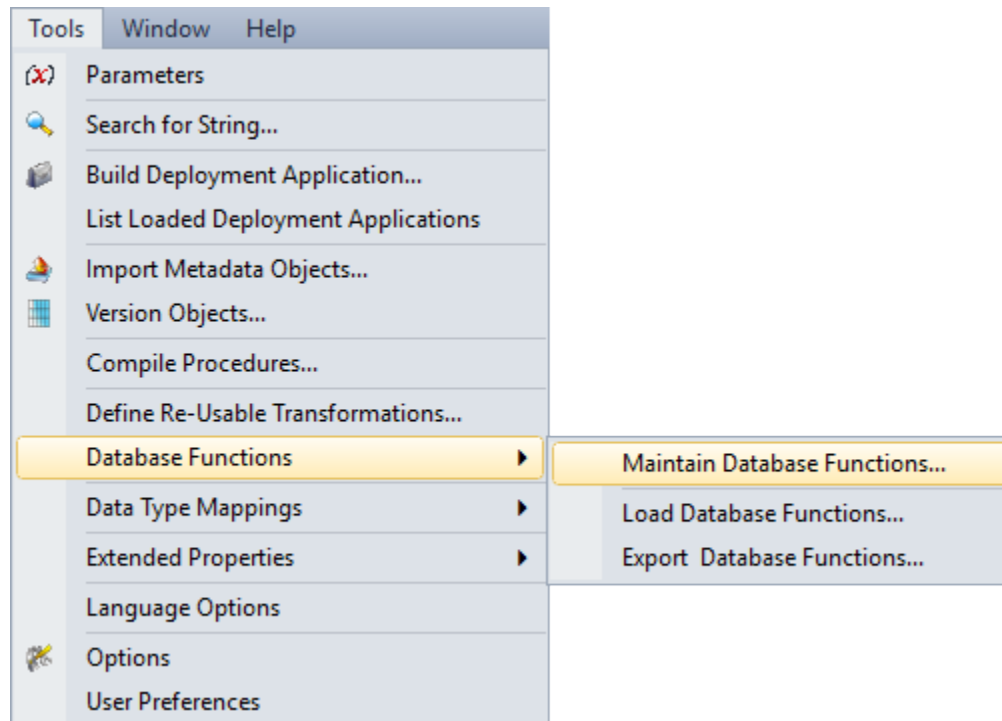 Tools Window Help
(x) Parameters
Search for String...
Build Deployment Application...
List Loaded Deployment Applications
Import Metadata Objects...
Version Objects...
Compile Procedures...
Define Re-Usable Transformations...
Database Functions
Maintain Database Functions...
Data Type Mappings
Load Database Functions...
Extended Properties
Export  Database Functions...
Language Options
Options
User Preferences